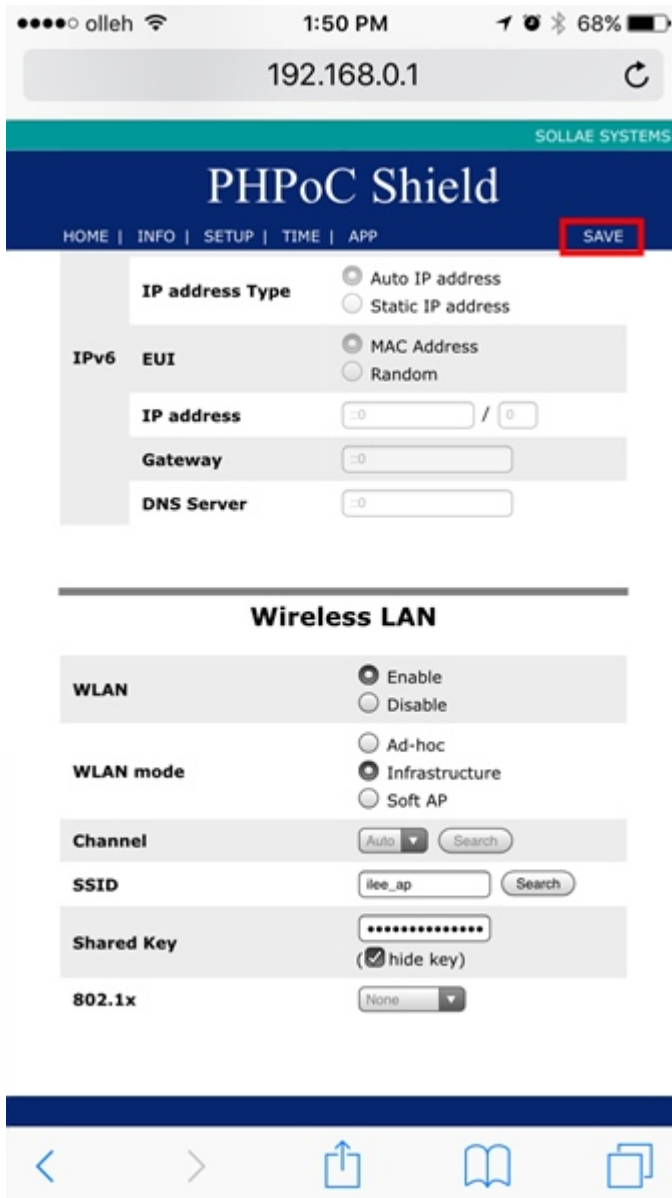 olleh 1:50 PM 68%
192.168.0.1
SOLLAE SYSTEMS
PHPoC Shield
HOME | INFO | SETUP | TIME | APP SAVE
IPv6
IP address Type
Auto IP address
Static IP address
EUI
MAC Address
Random
IP address ::0 / 0
Gateway ::0
DNS Server ::0
Wireless LAN
WLAN
Enable
Disable
WLAN mode
Ad-hoc
Infrastructure
Soft AP
Channel Auto Search
SSID ilee_ap Search
Shared Key ••••••••••••••
(hide key)
802.1x None